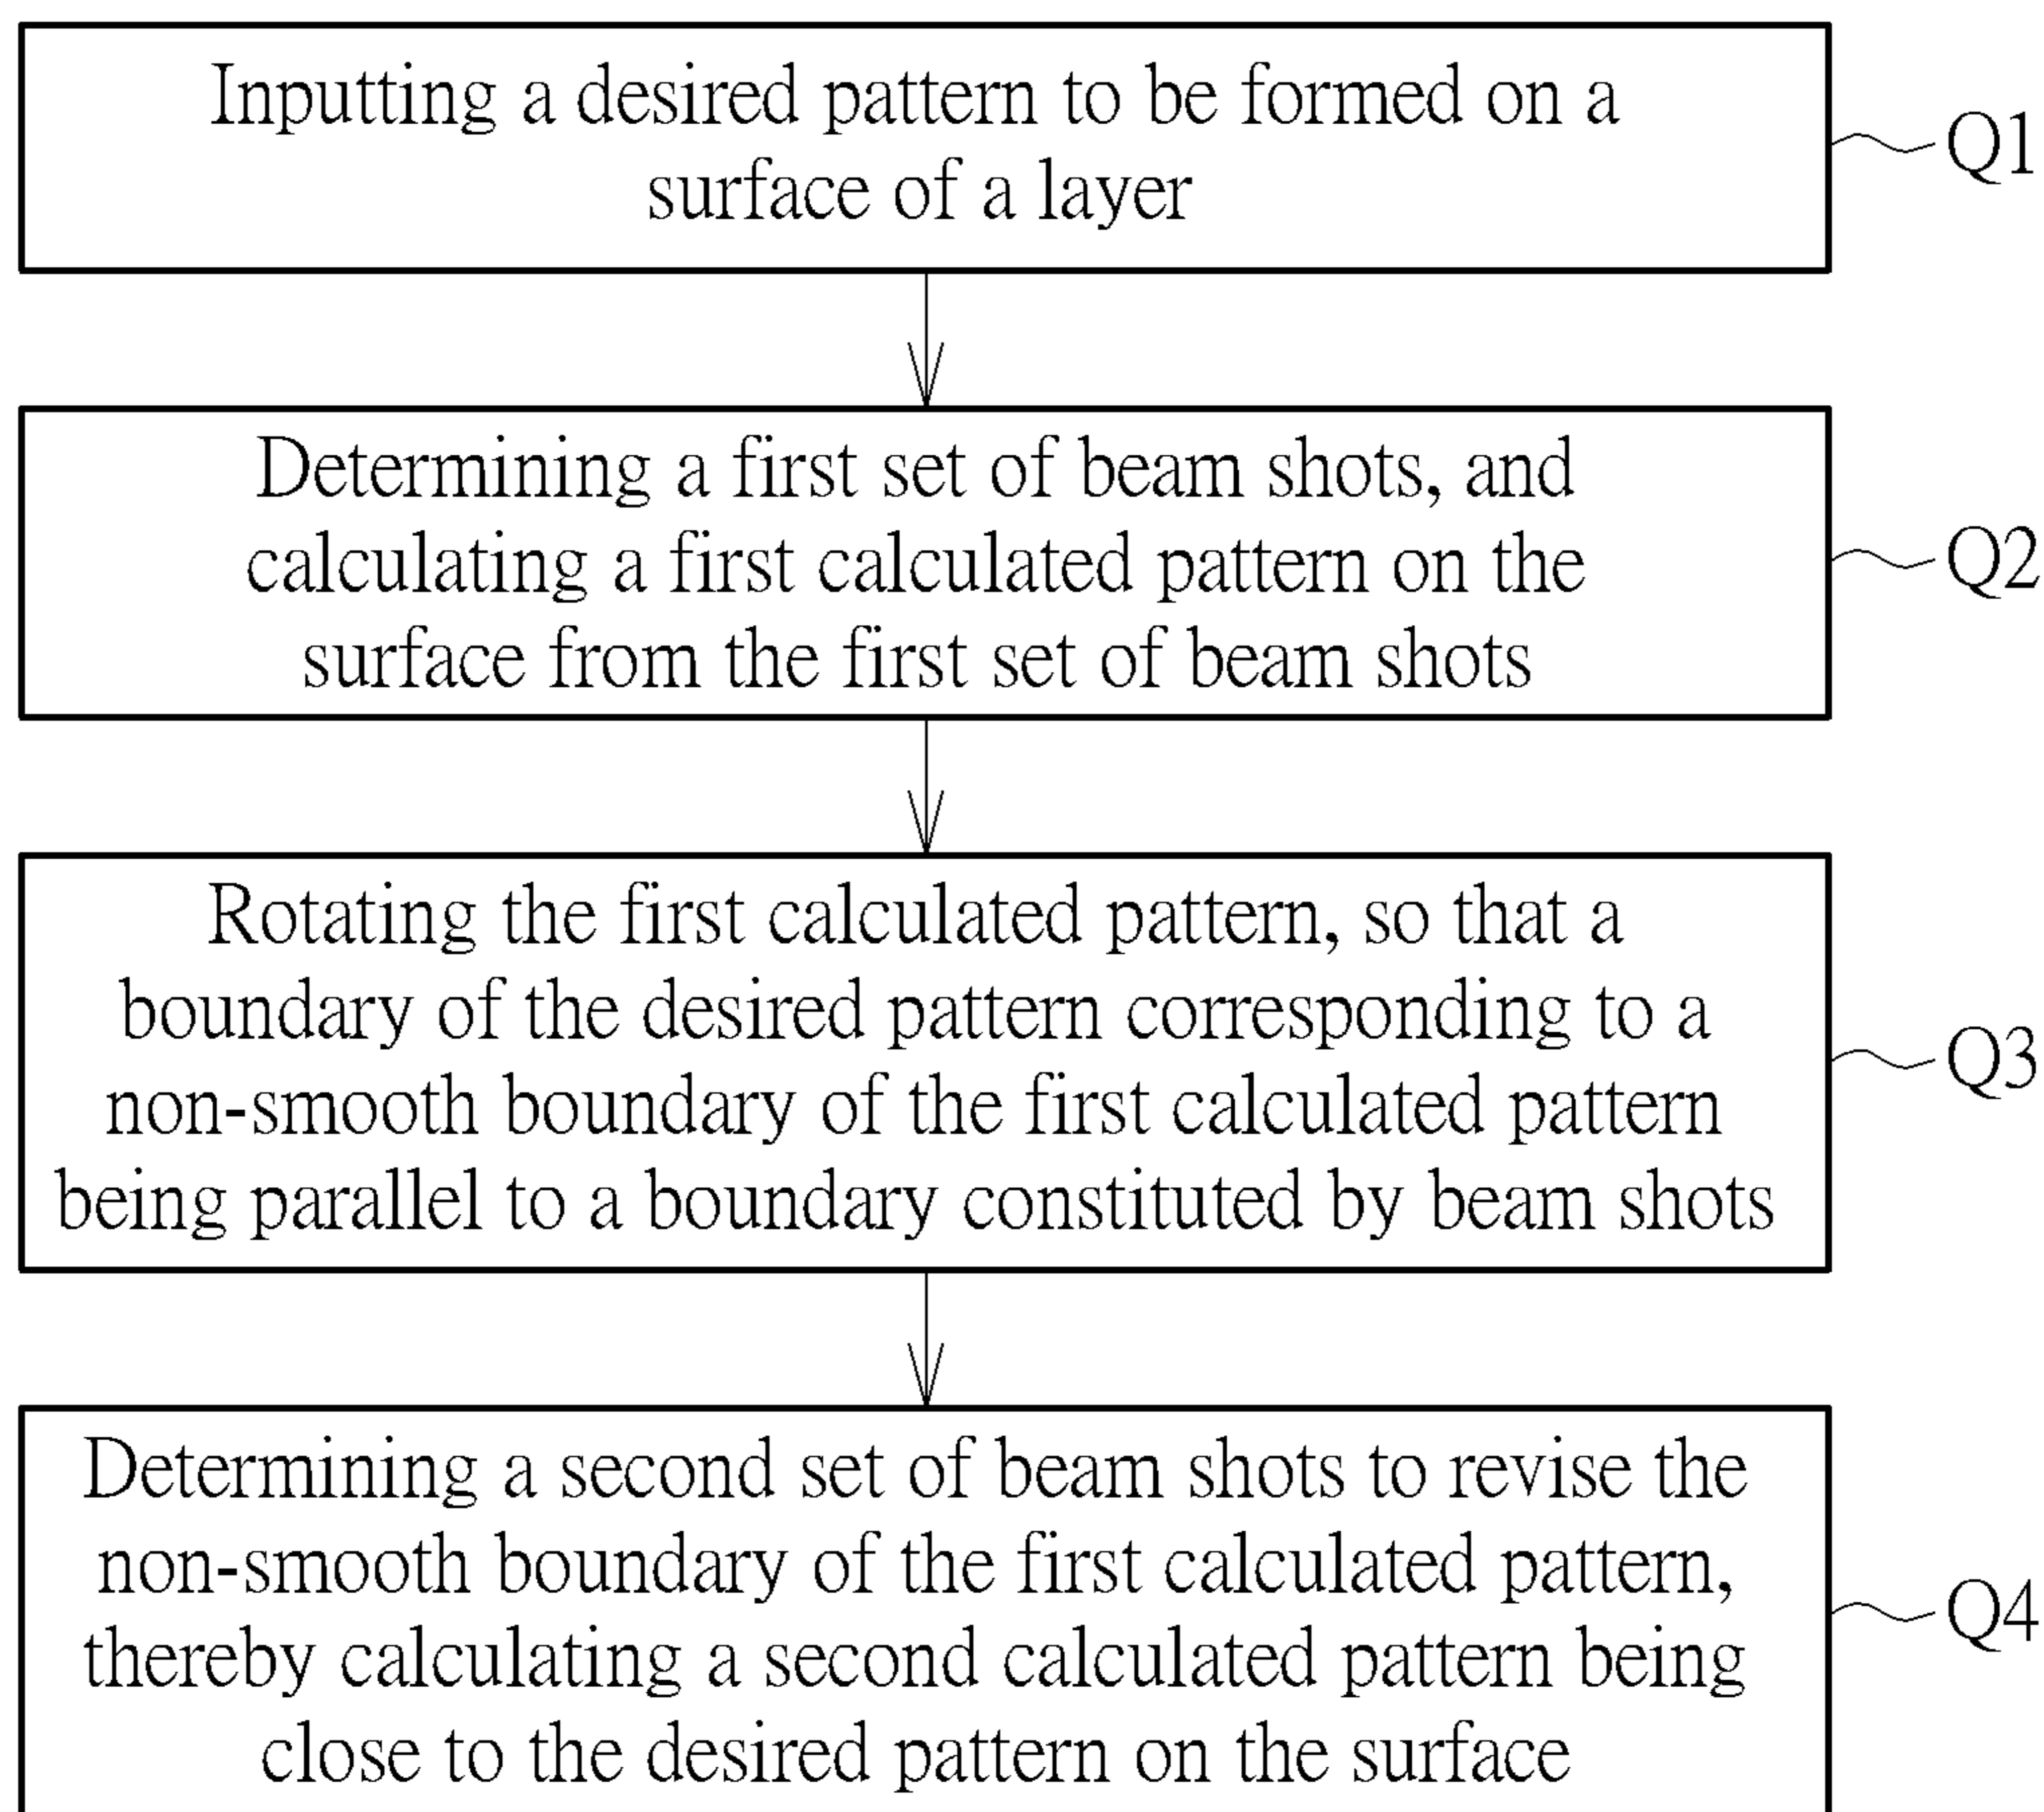 Inputting a desired pattern to be formed on a
surface of a layer
Q1
Determining a first set of beam shots, and
calculating a first calculated pattern on the
surface from the first set of beam shots
Q2
Rotating the first calculated pattern, so that a
boundary of the desired pattern corresponding to a
non-smooth boundary of the first calculated pattern
being parallel to a boundary constituted by beam shots
Q3
Determining a second set of beam shots to revise the
non-smooth boundary of the first calculated pattern,
thereby calculating a second calculated pattern being
close to the desired pattern on the surface
Q4